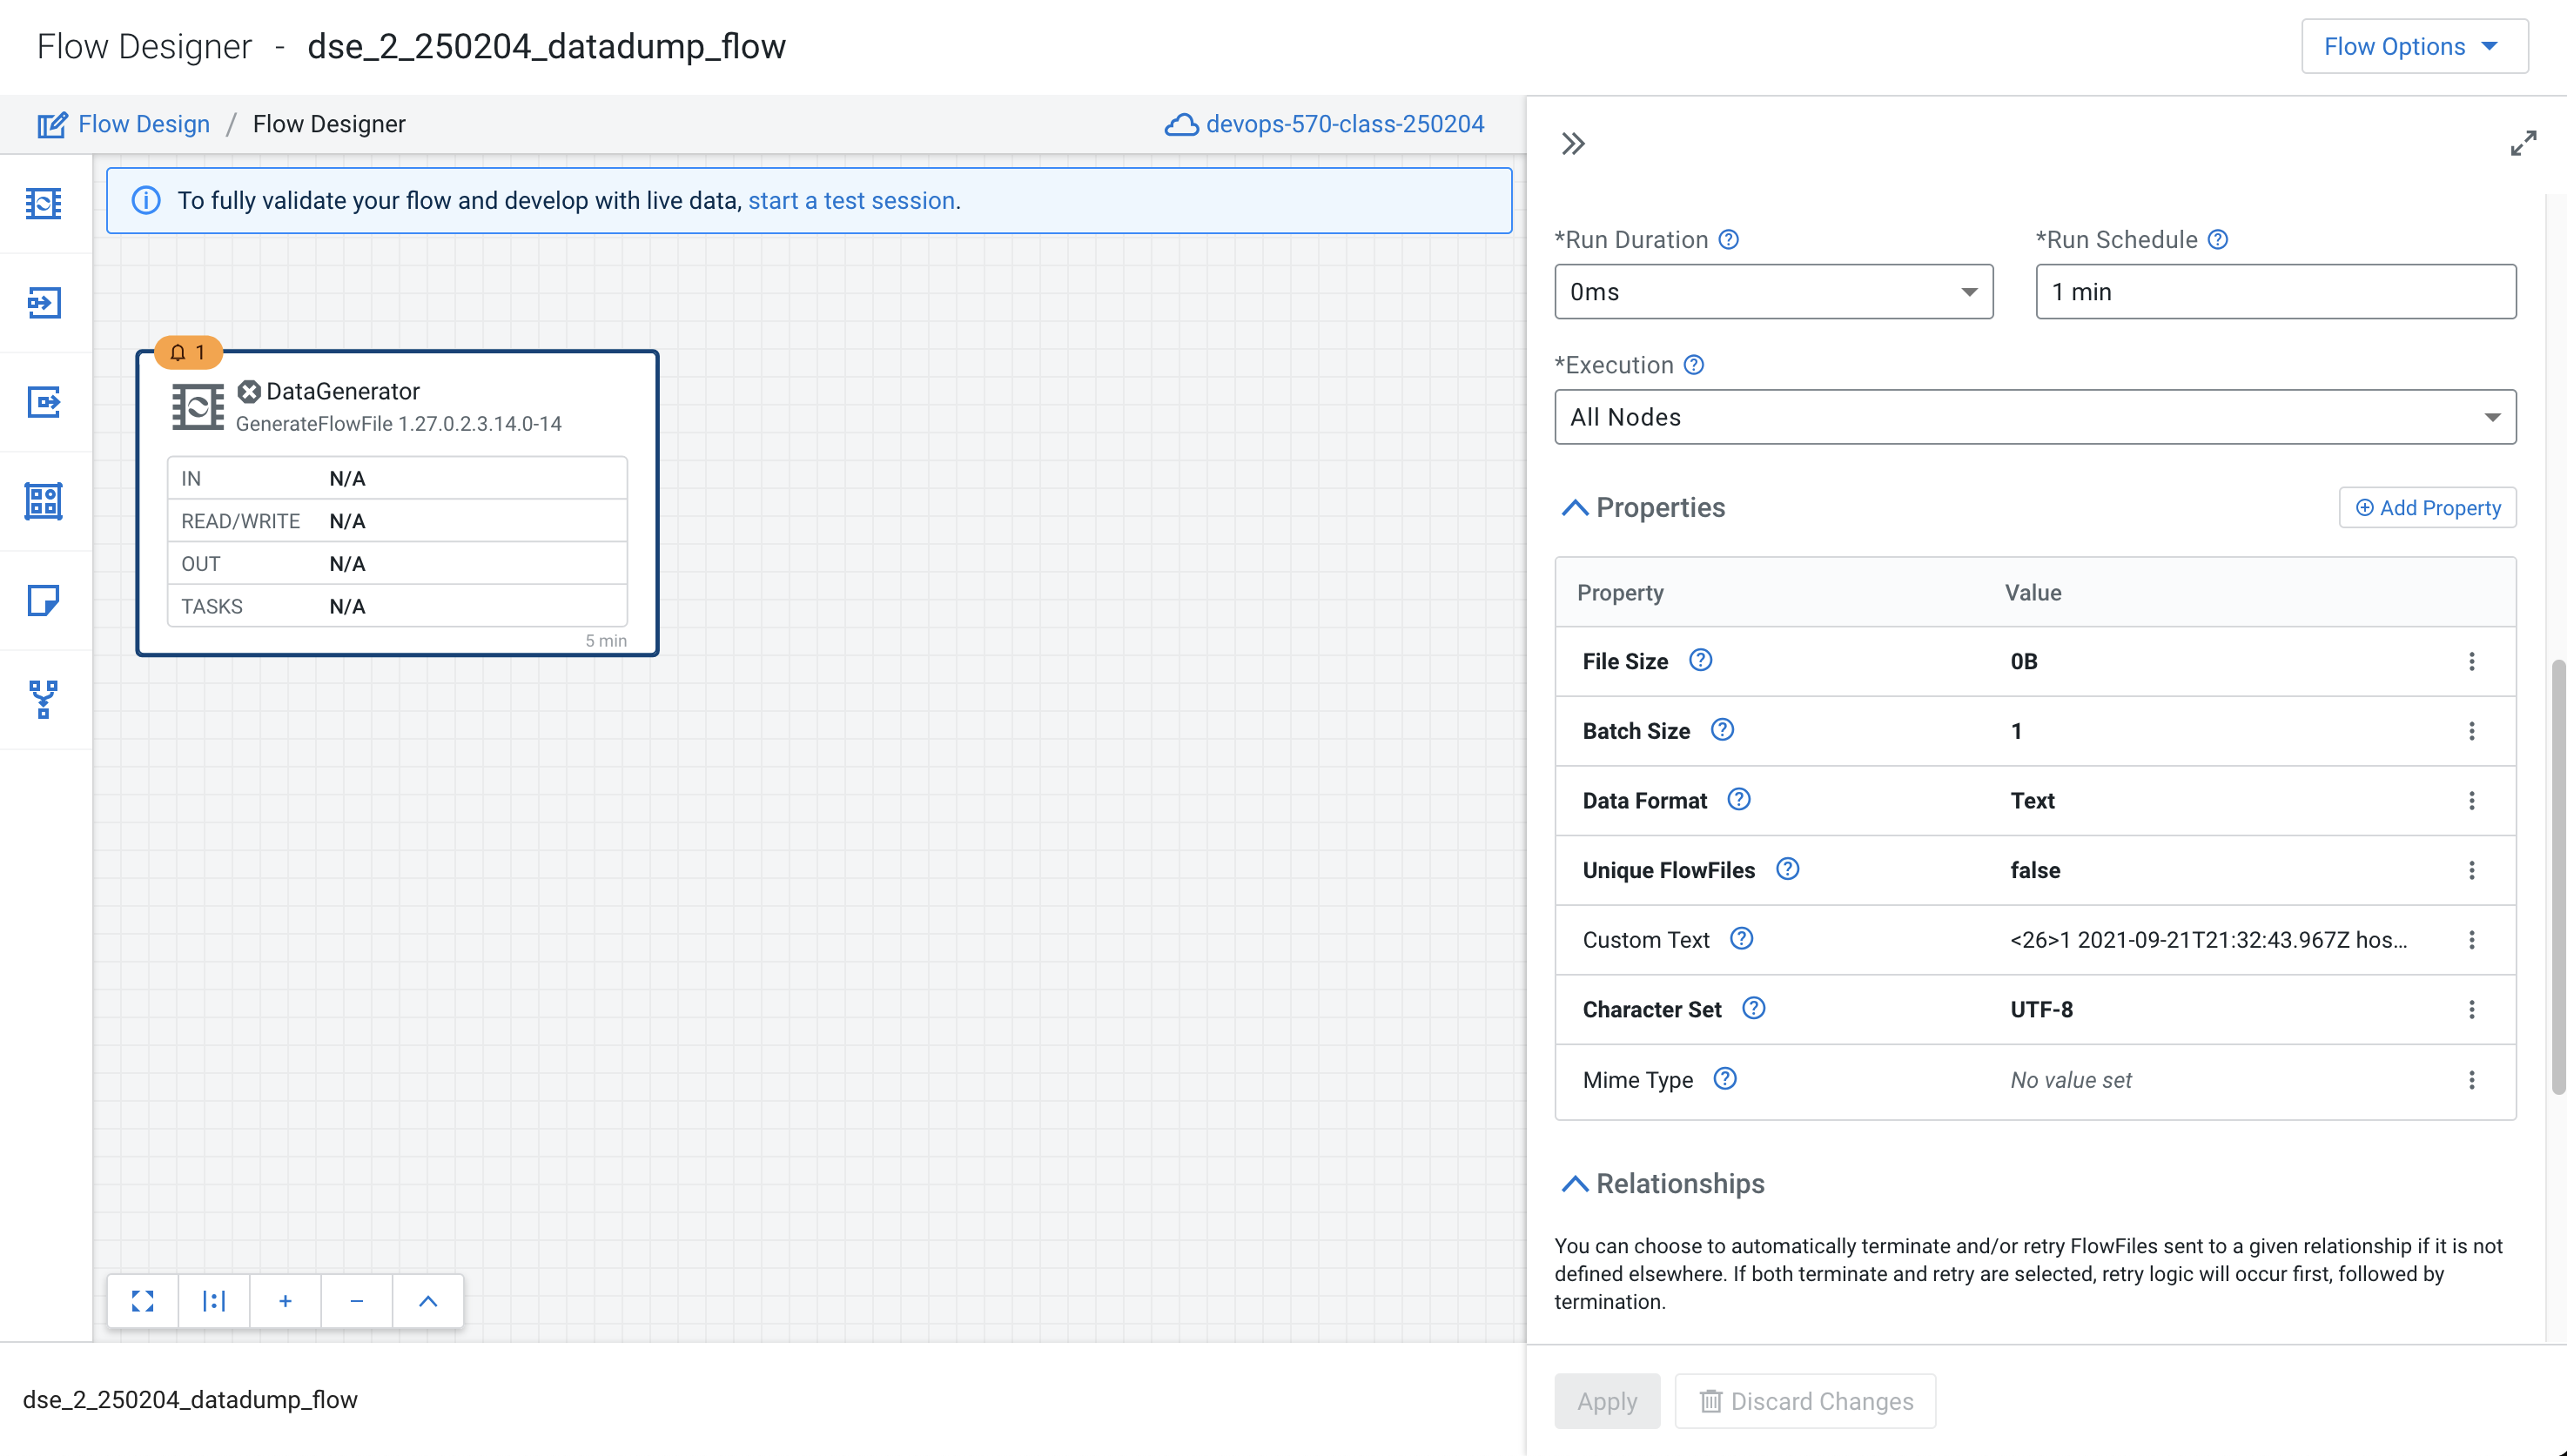 Flow Designer - dse_2_250204_datadump_flow
Flow Options
Flow Design / Flow Designer
devops-570-class-250204
To fully validate your flow and develop with live data, start a test session.
1
DataGenerator
GenerateFlowFile 1.27.0.2.3.14.0-14
IN N/A
READ/WRITE N/A
OUT N/A
TASKS N/A
5 min
dse_2_250204_datadump_flow
*Run Duration
*Run Schedule
0ms
1 min
*Execution
All Nodes
Properties
Add Property
Property Value
File Size 0B
Batch Size 1
Data Format Text
Unique FlowFiles false
Custom Text <26>1 2021-09-21T21:32:43.967Z hos...
Character Set UTF-8
Mime Type No value set
Relationships
You can choose to automatically terminate and/or retry FlowFiles sent to a given relationship if it is not
defined elsewhere. If both terminate and retry are selected, retry logic will occur first, followed by
termination.
Apply
Discard Changes